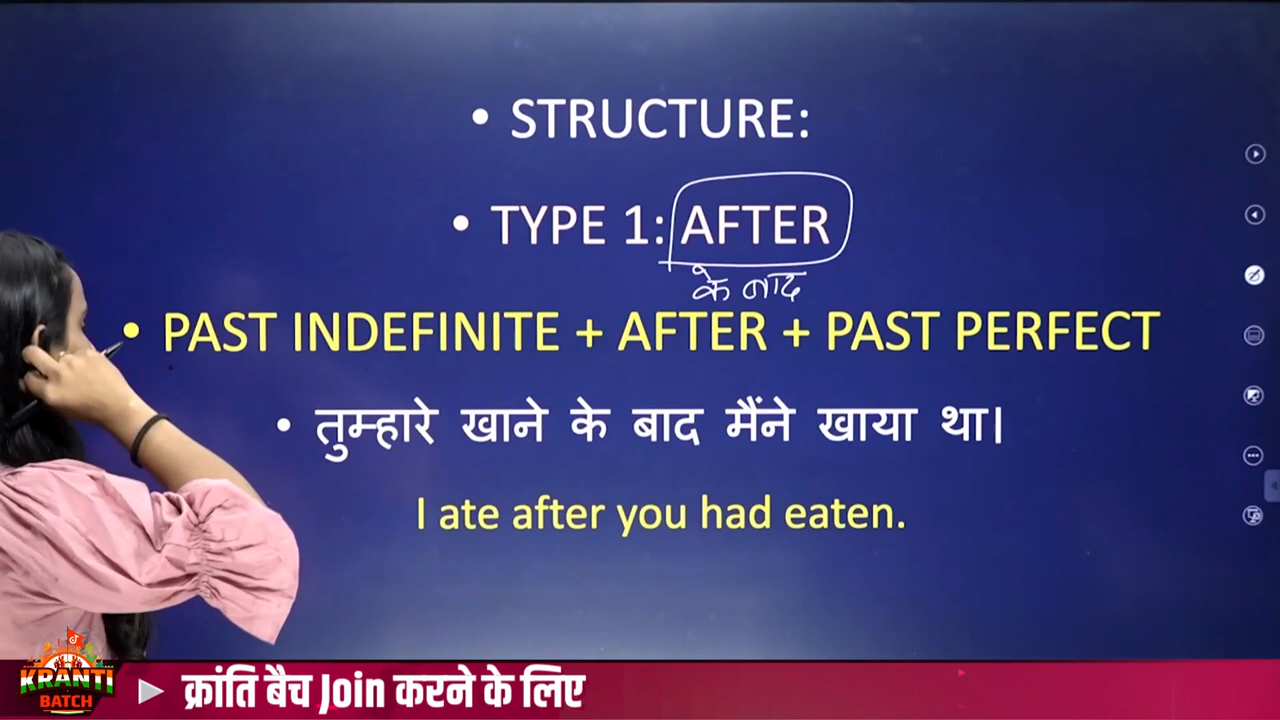 • STRUCTURE:
• TYPE 1: AFTER
के बाद
• PAST INDEFINITE + AFTER + PAST PERFECT
• तुम्हारे खाने के बाद मैंने खाया था।
I ate after you had eaten.
KRANTI
BATCH
क्रांति बैच Join करने के लिए